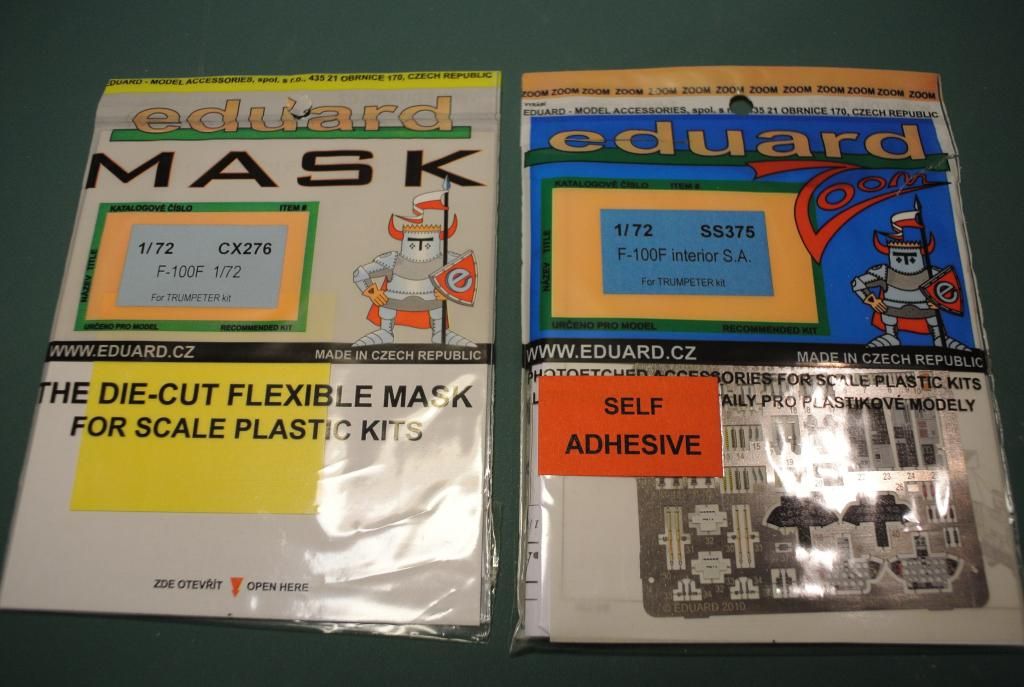 EDUARD - MODEL ACCESSORIES, spol. s r.o., 435 21 OBRNICE 170, CZECH REPUBLIC
eduard
MASK
KATALOGOVÉ ČÍSLO ITEM #
NÁZEV TITLE
1/72 CX276
F-100F 1/72
For TRUMPETER kit
URČENO PRO MODEL RECOMMENDED KIT
e
WWW.EDUARD.CZ MADE IN CZECH REPUBLIC
THE DIE-CUT FLEXIBLE MASK
FOR SCALE PLASTIC KITS
ZDE OTEVŘÍT OPEN HERE
ZOOM ZOOM ZOOM ZOOM ZOOM ZOOM ZOOM ZOOM ZOOM ZOOM ZOOM ZOOM
EDUARD - MODEL ACCESSORIES, spol. s 435 21 OBRNICE 170, CZECH REPUBLIC
eduard
Zoom
KATALOGOVÉ ČÍSLO ITEM #
NÁZEV TITLE
1/72 SS375
F-100F interior S.A.
For TRUMPETER kit
URČENO PRO MODEL RECOMMENDED KIT
e
WWW.EDUARD.CZ MADE IN CZECH REPUBLIC
PHOTOETCHED ACCESSORIES FOR SCALE PLASTIC KITS
TAILY PRO PLASTIKOVÉ MODELY
SELF
ADHESIVE
© EDUARD 2010